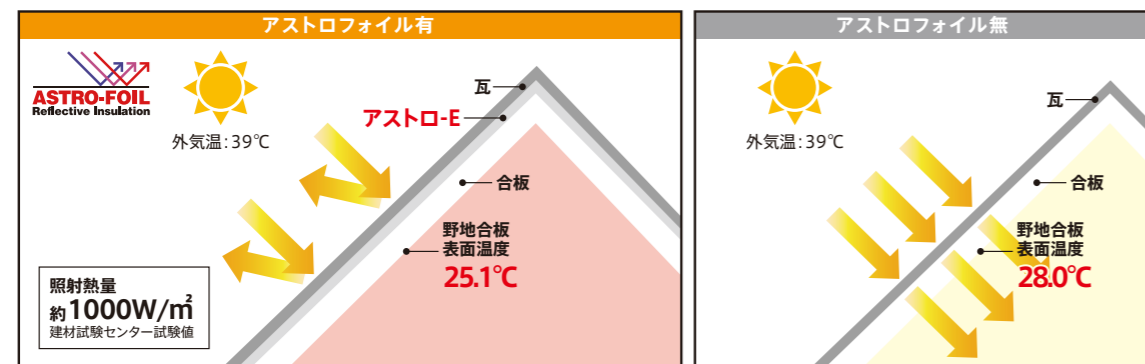 アストロフォイル有
ASTRO-FOIL
Reflective Insulation
外気温:39℃
瓦
アストロ-E
合板
野地合板
表面温度
25.1℃
照射熱量
約1000W/㎡
建材試験センター試験値
アストロフォイル無
外気温:39℃
瓦
合板
野地合板
表面温度
28.0℃